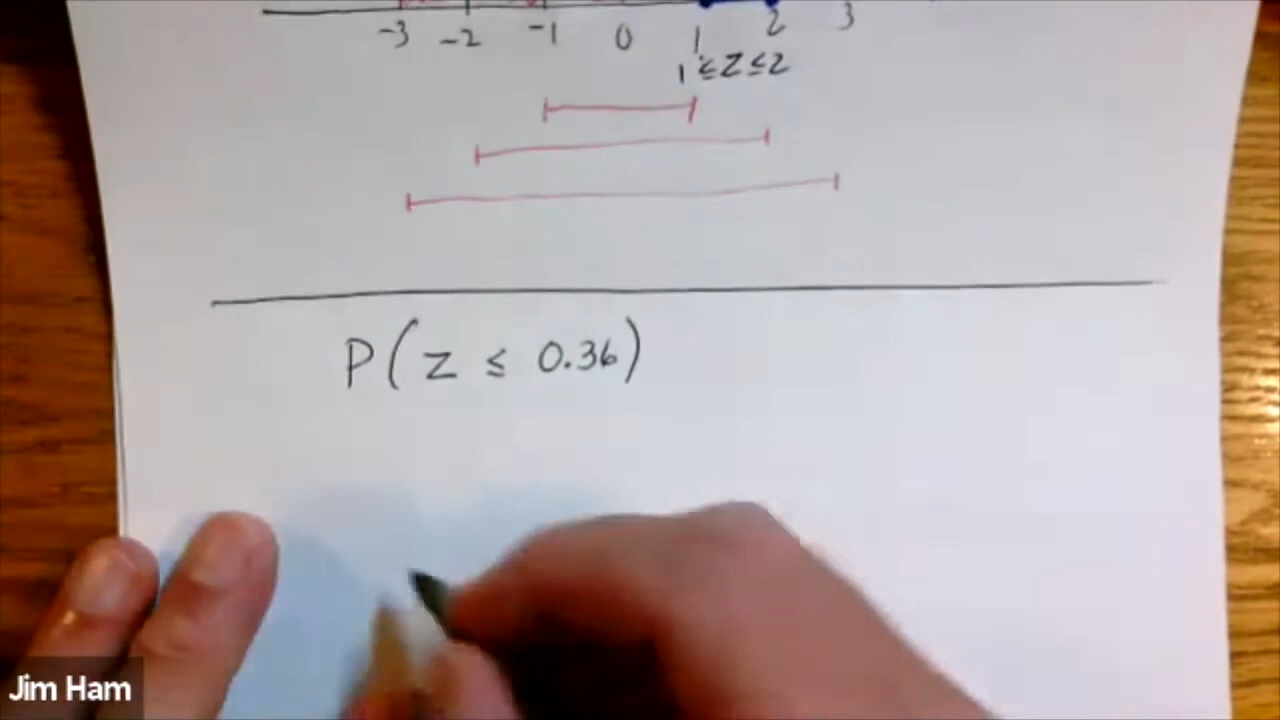 -3 -2 -1 0 1 2 3
1 ≤ Z ≤ 2
P(Z ≤ 0.36)
Jim Ham